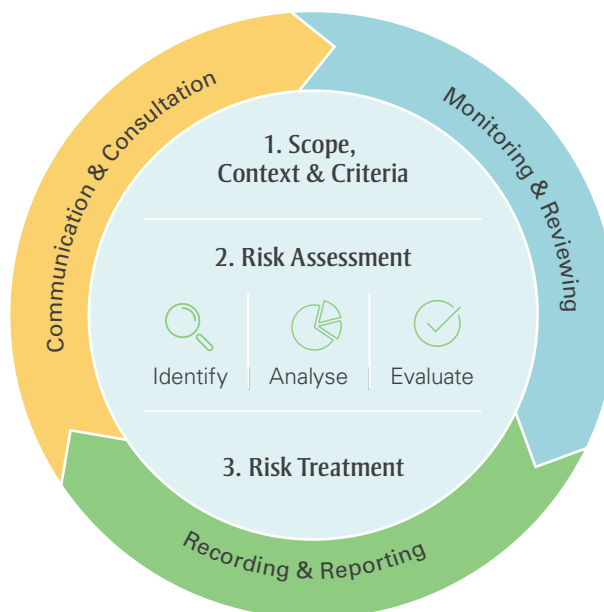 Communication & Consultation
Monitoring & Reviewing
1. Scope,
Context & Criteria
2. Risk Assessment
Identify
Analyse
Evaluate
3. Risk Treatment
Recording & Reporting